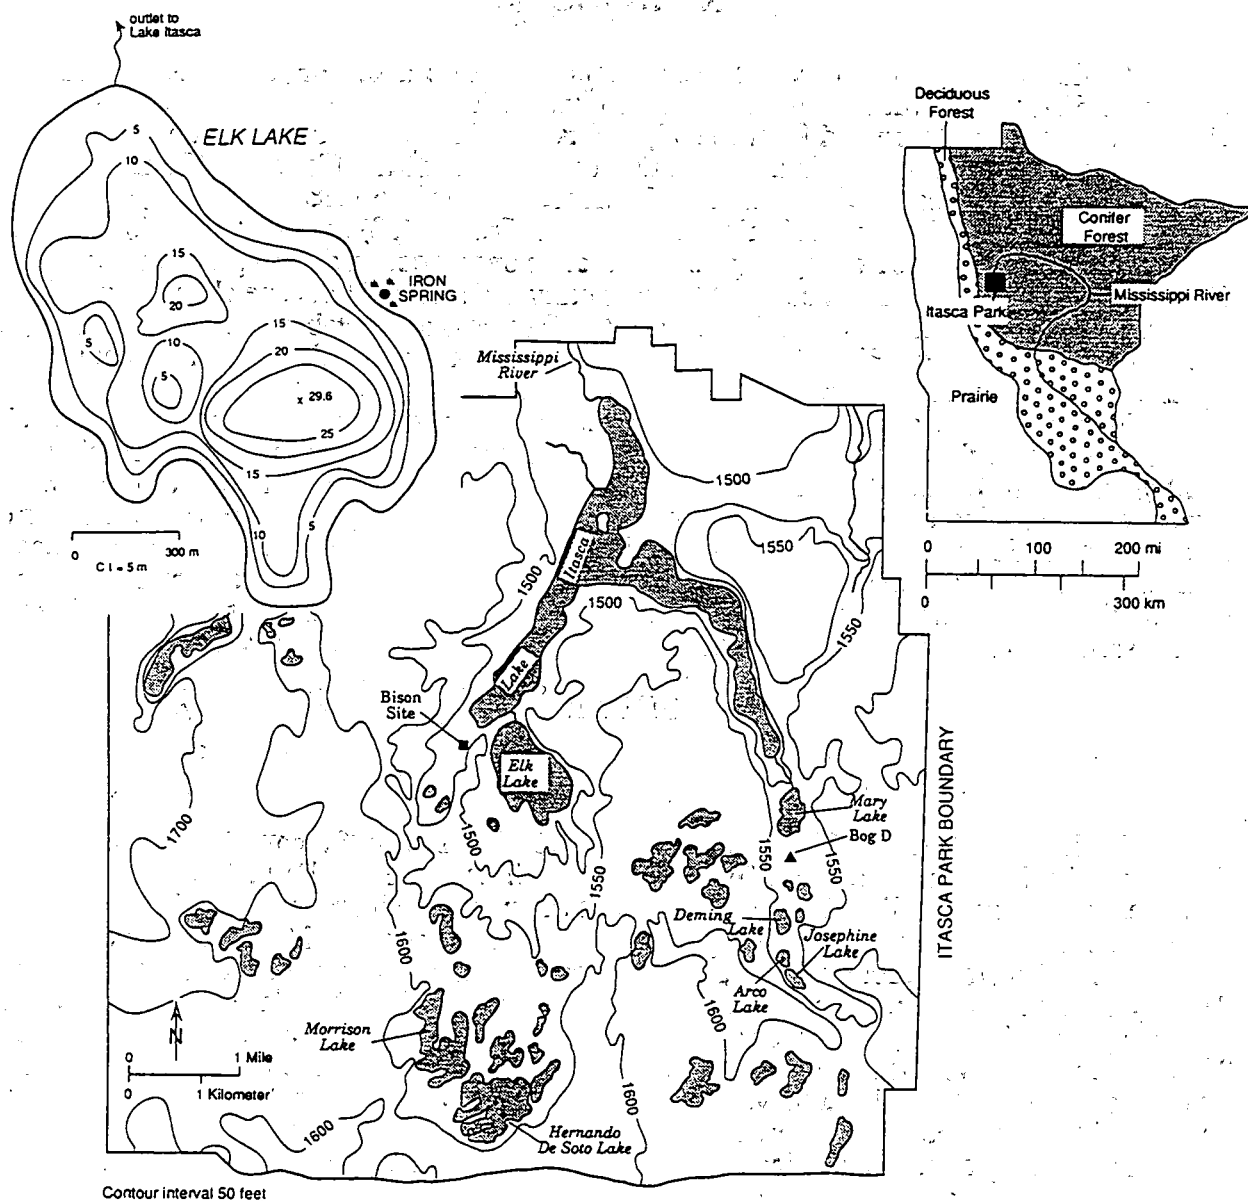 outlet to
Lake Itasca
ELK LAKE
5
10
15
20
5
10
5
15
20
x 29.6
25
15
10
5
IRON
SPRING
0 300 m
C I = 5 m
Deciduous
Forest
Conifer
Forest
Mississippi River
Itasca Park
Prairie
0 100 200 mi
0 300 km
Mississippi
River
1500
1550
1500
Itasca
1500
1550
Lake
Bison
Site
Elk
Lake
1500
1700
1550
Mary
Lake
Bog D
1550
1550
Deming
Lake
Josephine
Lake
Arco
Lake
1600
1600
Morrison
Lake
N
0 1 Mile
0 1 Kilometer
1600
1600
Hernando
De Soto Lake
ITASCA PARK BOUNDARY
Contour interval 50 feet